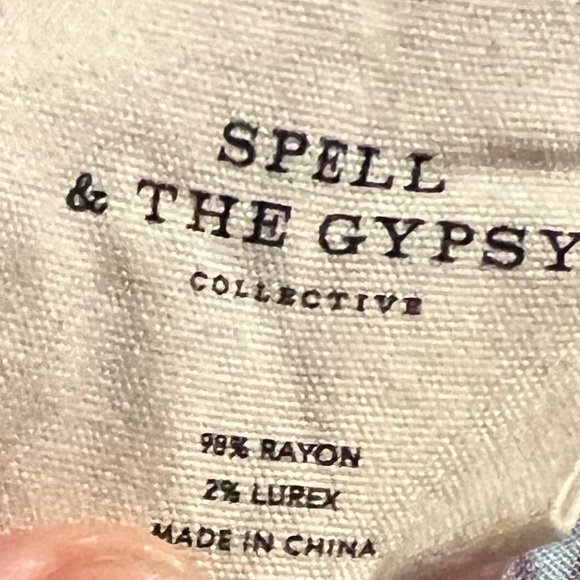 SPELL
& THE GYPSY
COLLECTIVE
98% RAYON
2% LUREX
MADE IN CHINA